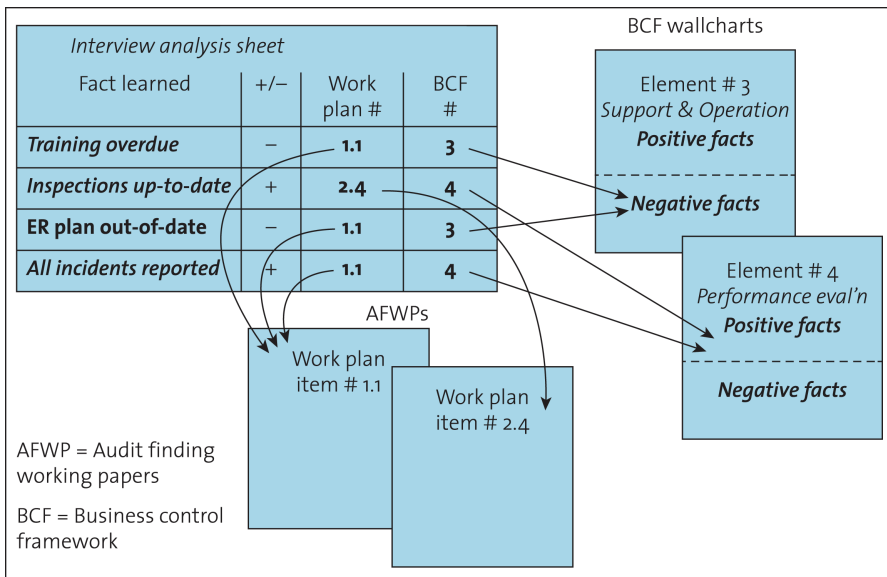 Interview analysis sheet
Fact learned +/– Work plan # BCF #
Training overdue – 1.1 3
Inspections up-to-date + 2.4 4
ER plan out-of-date – 1.1 3
All incidents reported + 1.1 4
BCF wallcharts
Element # 3
Support & Operation
Positive facts
Negative facts
Element # 4
Performance eval'n
Positive facts
Negative facts
AFWPs
Work plan
item # 1.1
Work plan
item # 2.4
AFWP = Audit finding
working papers
BCF = Business control
framework